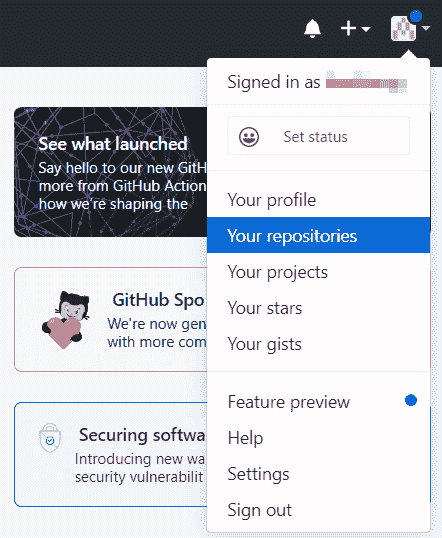 Signed in as
Set status
See what launched
Say hello to our new GitH
more from GitHub Action
how we're shaping the
Your profile
Your repositories
Your projects
Your stars
Your gists
GitHub Spo
We're now gen
with more com
Feature preview
Help
Settings
Sign out
Securing softwa
Introducing new wa
security vulnerabilit